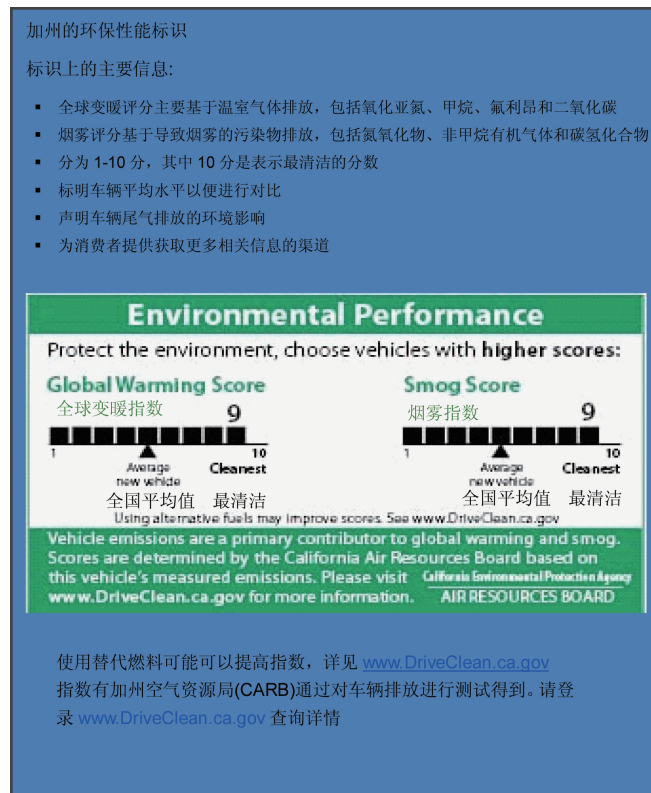 加州的环保性能标识
标识上的主要信息:
▪ 全球变暖评分主要基于温室气体排放，包括氧化亚氮、甲烷、氟利昂和二氧化碳
▪ 烟雾评分基于导致烟雾的污染物排放，包括氮氧化物、非甲烷有机气体和碳氢化合物
▪ 分为 1-10 分，其中 10 分是表示最清洁的分数
▪ 标明车辆平均水平以便进行对比
▪ 声明车辆尾气排放的环境影响
▪ 为消费者提供获取更多相关信息的渠道
Environmental Performance
Protect the environment, choose vehicles with higher scores:
Global Warming Score Smog Score
全球变暖指数 9 烟雾指数 9
1 10 1 10
Average Cleanest Average Cleanest
new vehicle new vehicle
全国平均值 最清洁 全国平均值 最清洁
Using alternative fuels may improve scores. See www.DriveClean.ca.gov
Vehicle emissions are a primary contributor to global warming and smog.
Scores are determined by the California Air Resources Board based on
this vehicle's measured emissions. Please visit California Environmental Protection Agency
www.DriveClean.ca.gov for more information. AIR RESOURCES BOARD
使用替代燃料可能可以提高指数，详见 www.DriveClean.ca.gov
指数有加州空气资源局(CARB)通过对车辆排放进行测试得到。请登
录 www.DriveClean.ca.gov 查询详情